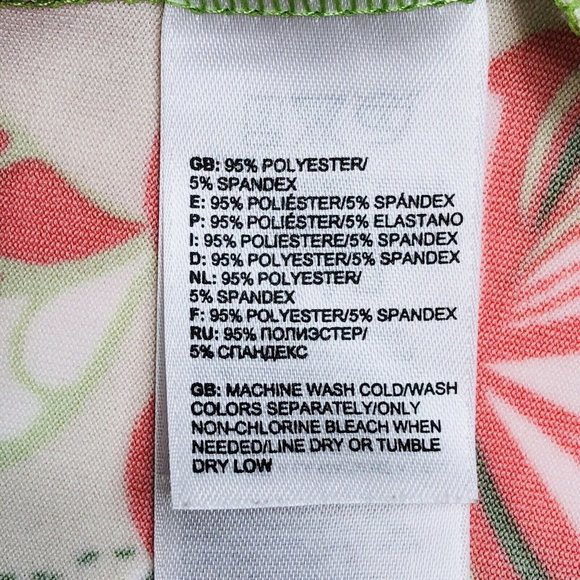 GB: 95% POLYESTER/
5% SPANDEX
E: 95% POLIÉSTER/5% SPÁNDEX
P: 95% POLIÉSTER/5% ELASTANO
I: 95% POLIESTERE/5% SPANDEX
D: 95% POLYESTER/5% SPANDEX
NL: 95% POLYESTER/
5% SPANDEX
F: 95% POLYESTER/5% SPANDEX
RU: 95% ПОЛИЭСТЕР/
5% СПАНДЕКС
GB: MACHINE WASH COLD/WASH
COLORS SEPARATELY/ONLY
NON-CHLORINE BLEACH WHEN
NEEDED/LINE DRY OR TUMBLE
DRY LOW